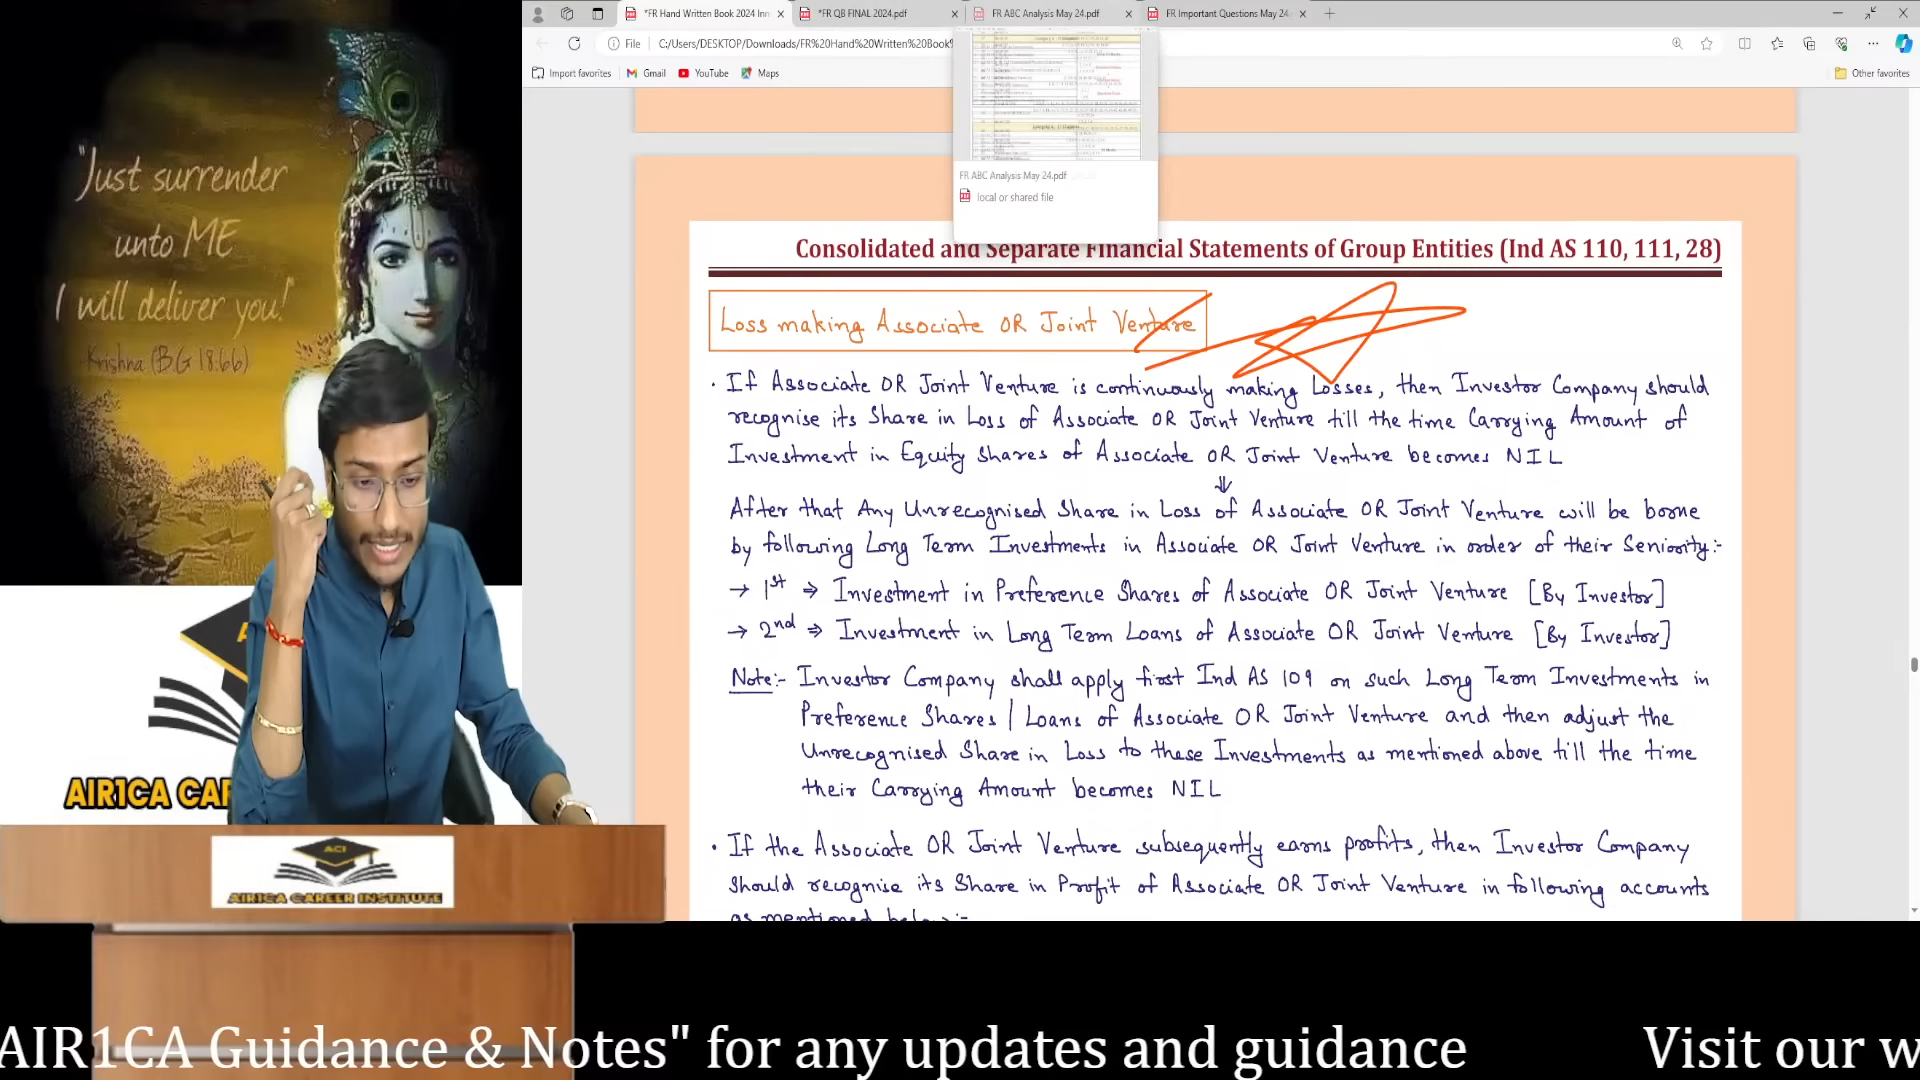 *FR Hand Written Book 2024 Inn
*FR QB FINAL 2024.pdf
FR ABC Analysis May 24.pdf
FR Important Questions May 24
File
C:/Users/DESKTOP/Downloads/FR%20Hand%20Written%20Book%
Import favorites
Gmail
YouTube
Maps
Other favorites
FR ABC Analysis May 24.pdf
local or shared file
"Just surrender
unto ME
I will deliver you!"
- Krishna (B.G 18:66)
Consolidated and Separate Financial Statements of Group Entities (Ind AS 110, 111, 28)
Loss making Associate OR Joint Venture
· If Associate OR Joint Venture is continuously making Losses, then Investor Company should
recognise its Share in Loss of Associate OR Joint Venture till the time Carrying Amount of
Investment in Equity Shares of Associate OR Joint Venture becomes NIL
⇓
After that Any Unrecognised Share in Loss of Associate OR Joint Venture will be borne
by following Long Term Investments in Associate OR Joint Venture in order of their Seniority:-
→ 1st ⇒ Investment in Preference Shares of Associate OR Joint Venture [By Investor]
→ 2nd ⇒ Investment in Long Term Loans of Associate OR Joint Venture [By Investor]
Note:- Investor Company shall apply first Ind AS 109 on such Long Term Investments in
Preference Shares | Loans of Associate OR Joint Venture and then adjust the
Unrecognised Share in Loss to these Investments as mentioned above till the time
their Carrying Amount becomes NIL
· If the Associate OR Joint Venture subsequently earns profits, then Investor Company
should recognise its Share in Profit of Associate OR Joint Venture in following accounts
as mentioned below:-
AIR1CA CAR
ACI
AIR1CA CAREER INSTITUTE
AIR1CA Guidance & Notes" for any updates and guidance
Visit our w